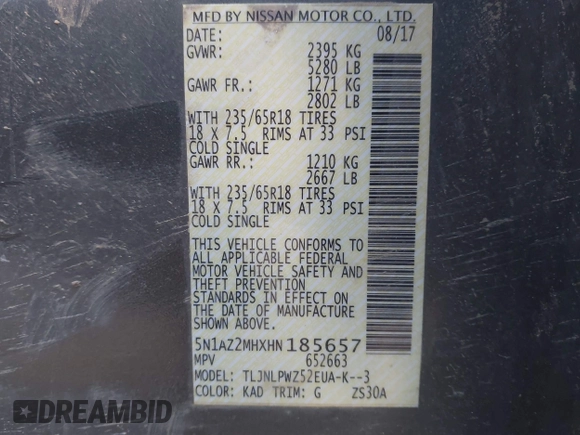 MFD BY NISSAN MOTOR CO., LTD.
DATE: 08/17
GVWR: 2395 KG
5280 LB
GAWR FR.: 1271 KG
2802 LB
WITH 235/65R18 TIRES
18 X 7.5 RIMS AT 33 PSI
COLD SINGLE
GAWR RR.: 1210 KG
2667 LB
WITH 235/65R18 TIRES
18 X 7.5 RIMS AT 33 PSI
COLD SINGLE
THIS VEHICLE CONFORMS TO
ALL APPLICABLE FEDERAL
MOTOR VEHICLE SAFETY AND
THEFT PREVENTION
STANDARDS IN EFFECT ON
THE DATE OF MANUFACTURE
SHOWN ABOVE.
5N1AZ2MHXHN185657
MPV 652663
MODEL: TLJNLPWZ52EUA-K--3
COLOR: KAD TRIM: G ZS30A
DREAMBID